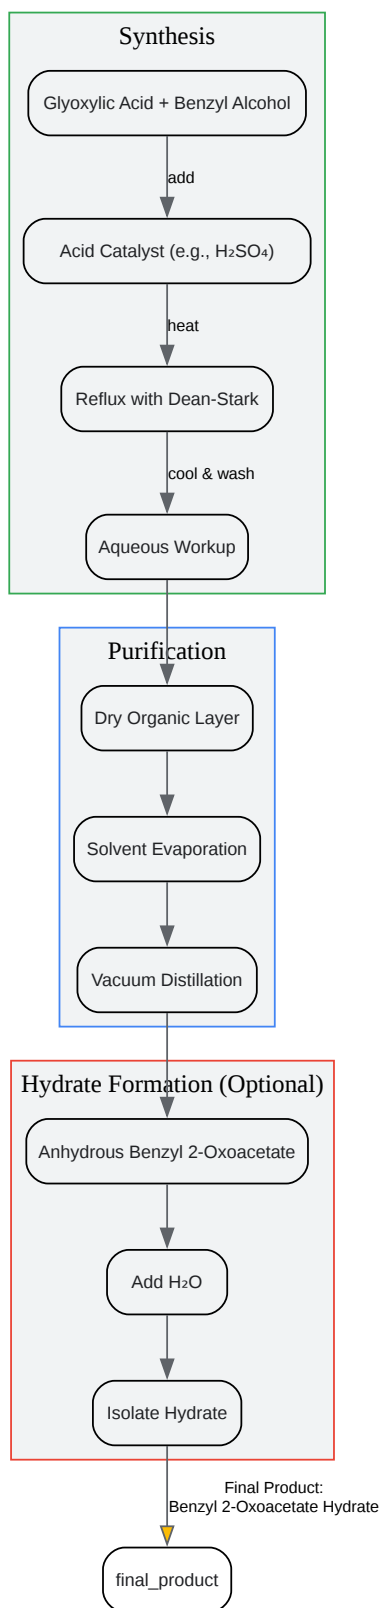 Synthesis
Glyoxylic Acid + Benzyl Alcohol
add
Acid Catalyst (e.g., H₂SO₄)
heat
Reflux with Dean-Stark
cool & wash
Aqueous Workup
Purification
Dry Organic Layer
Solvent Evaporation
Vacuum Distillation
Hydrate Formation (Optional)
Anhydrous Benzyl 2-Oxoacetate
Add H₂O
Isolate Hydrate
Final Product:
Benzyl 2-Oxoacetate Hydrate
final_product